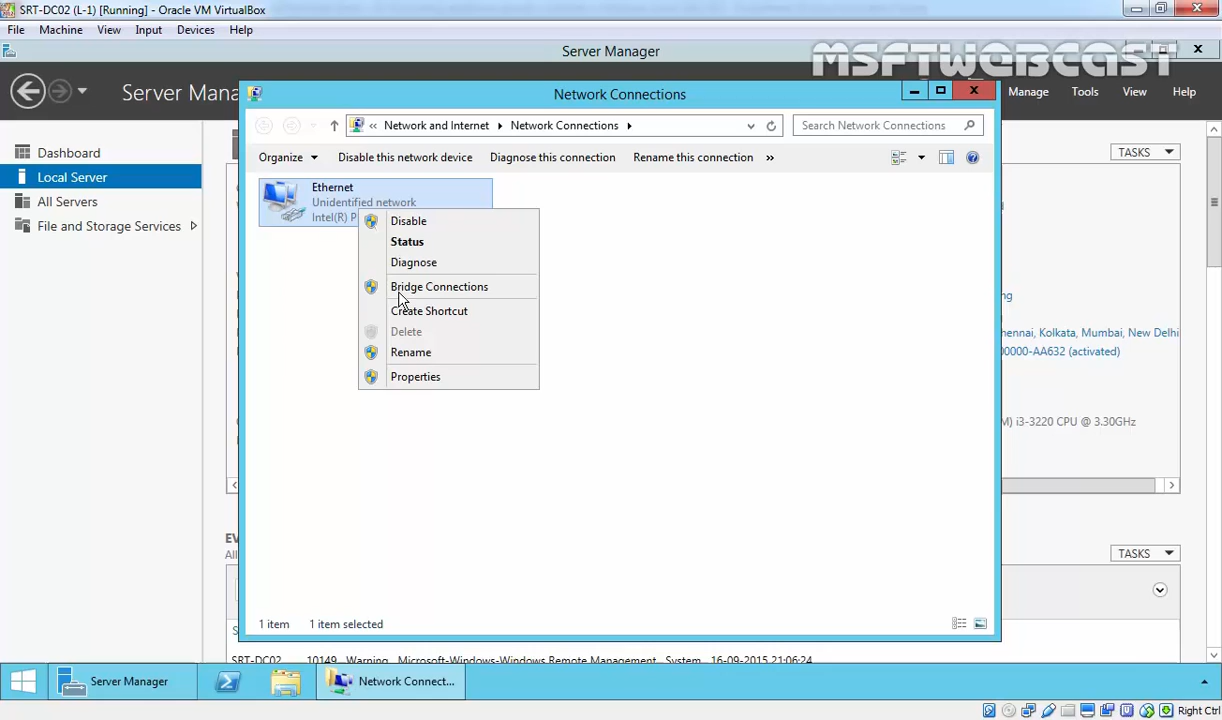 SRT-DC02 (L-1) [Running] - Oracle VM VirtualBox
File Machine View Input Devices Help
Server Manager
MSFTWEBCAST
Server Mana
Manage Tools View Help
Network Connections
« Network and Internet Network Connections
Search Network Connections
Organize Disable this network device Diagnose this connection Rename this connection »
Dashboard
Local Server
All Servers
File and Storage Services
TASKS
Ethernet
Unidentified network
Intel(R) P
Disable
Status
Diagnose
Bridge Connections
Create Shortcut
Delete
Rename
Properties
ng
hennai, Kolkata, Mumbai, New Delhi
0000-AA632 (activated)
M) i3-3220 CPU @ 3.30GHz
EV
All
TASKS
1 item 1 item selected
SRT-DC02 10149 Warning Microsoft-Windows-Windows Remote Management System 16-09-2015 21:06:24
Server Manager
Network Connect...
Right Ctrl